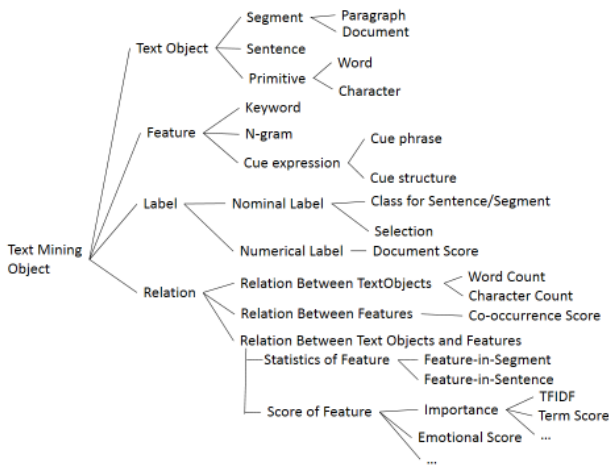 Text Mining
Object
Text Object
Segment
Paragraph
Document
Sentence
Primitive
Word
Character
Feature
Keyword
N-gram
Cue expression
Cue phrase
Cue structure
Label
Nominal Label
Class for Sentence/Segment
Selection
Numerical Label
Document Score
Relation
Relation Between TextObjects
Word Count
Character Count
Relation Between Features
Co-occurrence Score
Relation Between Text Objects and Features
Statistics of Feature
Feature-in-Segment
Feature-in-Sentence
Score of Feature
Importance
TFIDF
Term Score
...
Emotional Score
...